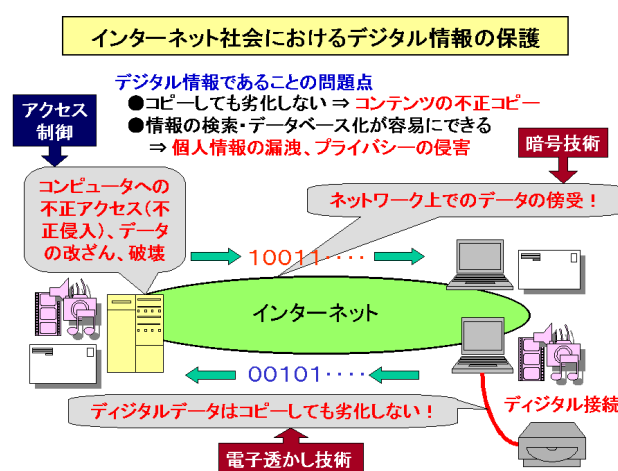 インターネット社会におけるデジタル情報の保護
デジタル情報であることの問題点
●コピーしても劣化しない ⇒ コンテンツの不正コピー
●情報の検索・データベース化が容易にできる
⇒ 個人情報の漏洩、プライバシーの侵害
アクセス
制御
暗号技術
コンピュータへの
不正アクセス(不
正侵入)、データ
の改ざん、破壊
ネットワーク上でのデータの傍受！
10011････
インターネット
00101････
ディジタルデータはコピーしても劣化しない！
ディジタル接続
電子透かし技術